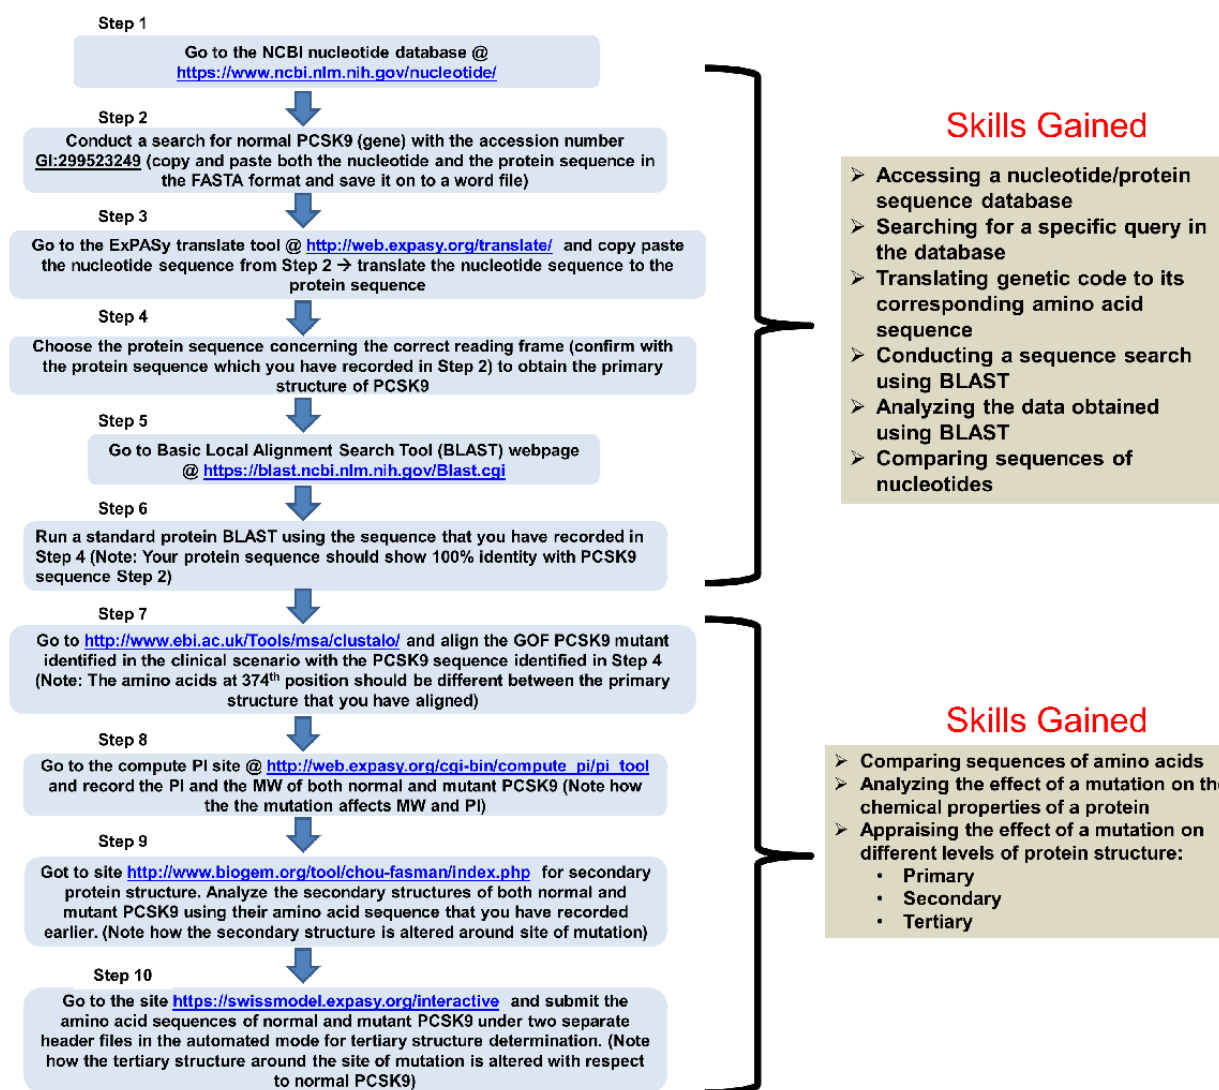 Step 1
Go to the NCBI nucleotide database @
https://www.ncbi.nlm.nih.gov/nucleotide/
Step 2
Conduct a search for normal PCSK9 (gene) with the accession number
GI:299523249 (copy and paste both the nucleotide and the protein sequence in
the FASTA format and save it on to a word file)
Step 3
Go to the ExPASy translate tool @ http://web.expasy.org/translate/ and copy paste
the nucleotide sequence from Step 2 → translate the nucleotide sequence to the
protein sequence
Step 4
Choose the protein sequence concerning the correct reading frame (confirm with
the protein sequence which you have recorded in Step 2) to obtain the primary
structure of PCSK9
Step 5
Go to Basic Local Alignment Search Tool (BLAST) webpage
@ https://blast.ncbi.nlm.nih.gov/Blast.cgi
Step 6
Run a standard protein BLAST using the sequence that you have recorded in
Step 4 (Note: Your protein sequence should show 100% identity with PCSK9
sequence Step 2)
Skills Gained
➢ Accessing a nucleotide/protein
sequence database
➢ Searching for a specific query in
the database
➢ Translating genetic code to its
corresponding amino acid
sequence
➢ Conducting a sequence search
using BLAST
➢ Analyzing the data obtained
using BLAST
➢ Comparing sequences of
nucleotides
Step 7
Go to http://www.ebi.ac.uk/Tools/msa/clustalo/ and align the GOF PCSK9 mutant
identified in the clinical scenario with the PCSK9 sequence identified in Step 4
(Note: The amino acids at 374th position should be different between the primary
structure that you have aligned)
Step 8
Go to the compute PI site @ http://web.expasy.org/cgi-bin/compute_pi/pi_tool
and record the PI and the MW of both normal and mutant PCSK9 (Note how
the the mutation affects MW and PI)
Step 9
Got to site http://www.biogem.org/tool/chou-fasman/index.php for secondary
protein structure. Analyze the secondary structures of both normal and
mutant PCSK9 using their amino acid sequence that you have recorded
earlier. (Note how the secondary structure is altered around site of mutation)
Step 10
Go to the site https://swissmodel.expasy.org/interactive and submit the
amino acid sequences of normal and mutant PCSK9 under two separate
header files in the automated mode for tertiary structure determination. (Note
how the tertiary structure around the site of mutation is altered with respect
to normal PCSK9)
Skills Gained
➢ Comparing sequences of amino acids
➢ Analyzing the effect of a mutation on the
chemical properties of a protein
➢ Appraising the effect of a mutation on
different levels of protein structure:
• Primary
• Secondary
• Tertiary